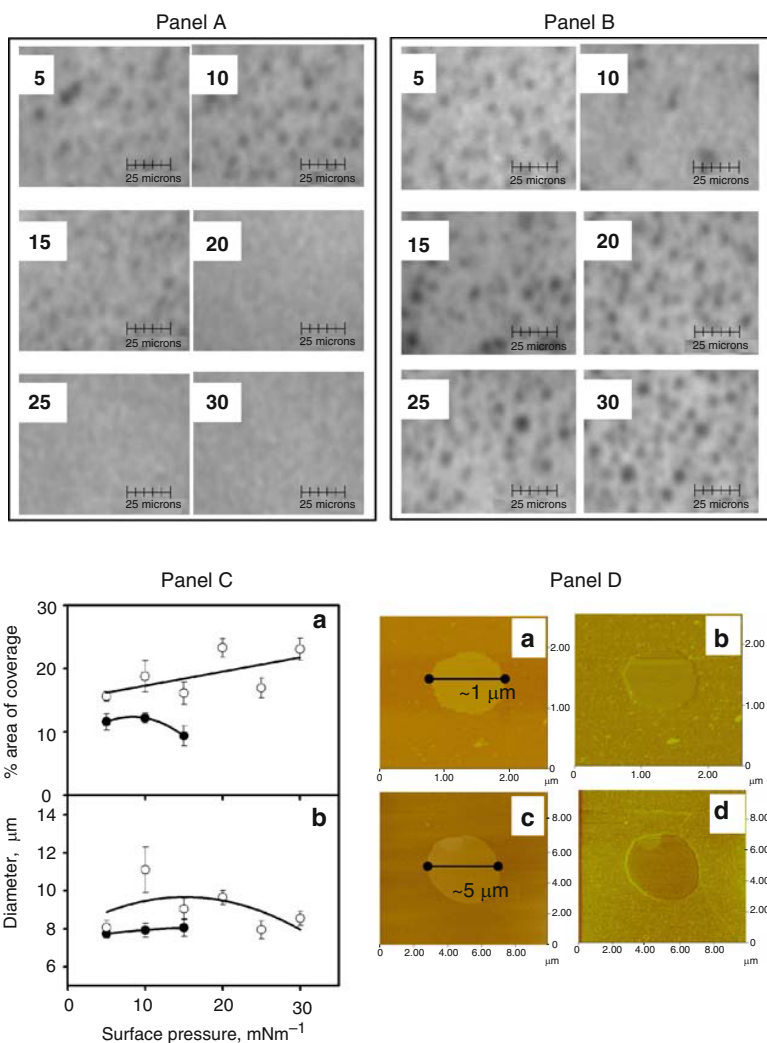 Panel A
Panel B
5
10
25 microns
25 microns
15
20
25 microns
25 microns
25
30
25 microns
25 microns
5
10
25 microns
25 microns
15
20
25 microns
25 microns
25
30
25 microns
25 microns
Panel C
% area of coverage
30
20
10
0
a
Diameter, μm
14
12
10
8
6
b
0 10 20 30
Surface pressure, mNm⁻¹
Panel D
a
~1 μm
2.00
1.00
0
0 1.00 2.00
μm
b
2.00
1.00
0
0 1.00 2.00
μm
c
~5 μm
8.00
6.00
4.00
2.00
0
0 2.00 4.00 6.00 8.00
μm
d
8.00
6.00
4.00
2.00
0
0 2.00 4.00 6.00 8.00
μm